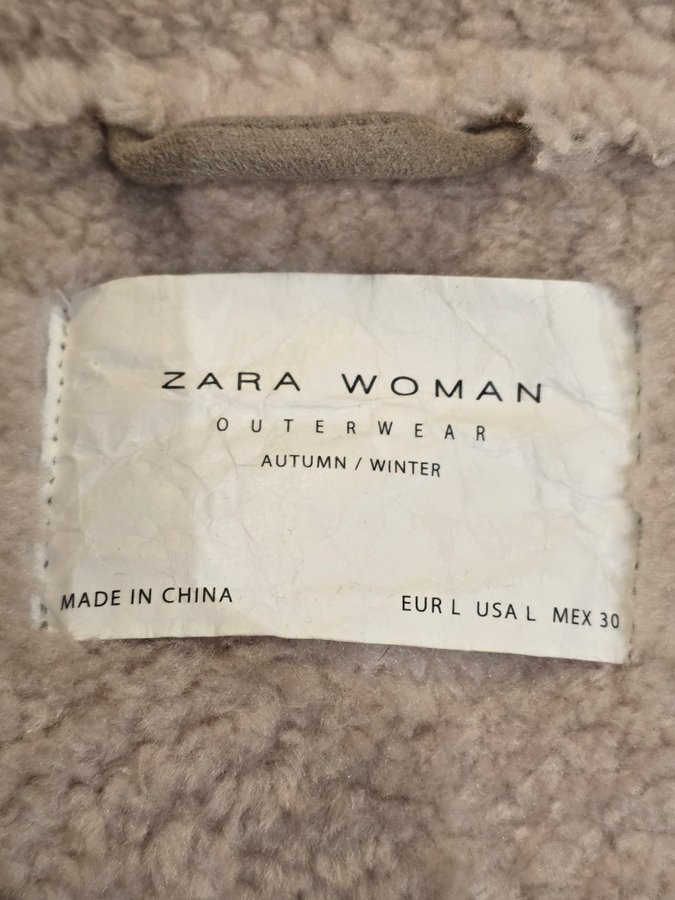 ZARA WOMAN
OUTERWEAR
AUTUMN / WINTER
MADE IN CHINA
EUR L USA L MEX 30